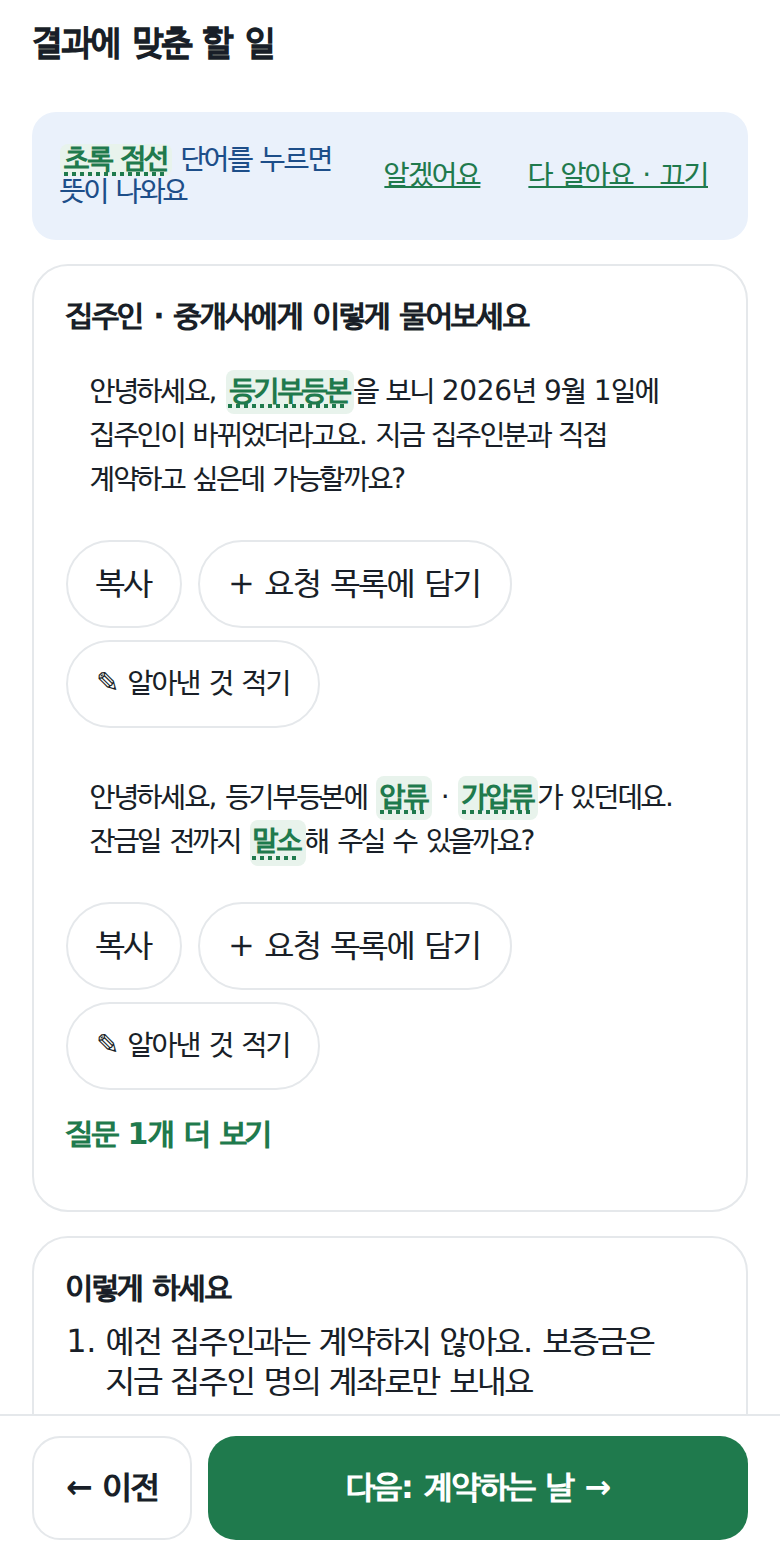 결과에 맞춘 할 일
초록 점선 단어를 누르면
뜻이 나와요
알겠어요
다 알아요 · 끄기
집주인 · 중개사에게 이렇게 물어보세요
안녕하세요, 등기부등본을 보니 2026년 9월 1일에
집주인이 바뀌었더라고요. 지금 집주인분과 직접
계약하고 싶은데 가능할까요?
복사
+ 요청 목록에 담기
✎ 알아낸 것 적기
안녕하세요, 등기부등본에 압류 · 가압류가 있던데요.
잔금일 전까지 말소해 주실 수 있을까요?
복사
+ 요청 목록에 담기
✎ 알아낸 것 적기
질문 1개 더 보기
이렇게 하세요
1. 예전 집주인과는 계약하지 않아요. 보증금은
지금 집주인 명의 계좌로만 보내요
← 이전
다음: 계약하는 날 →